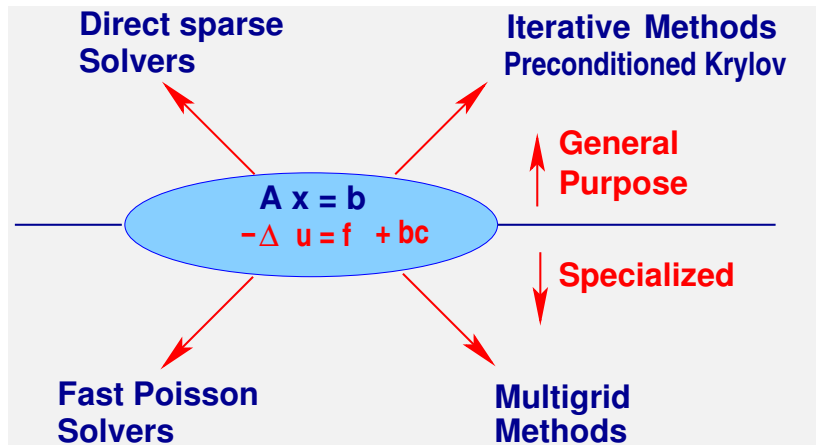 Direct sparse
Solvers
Iterative Methods
Preconditioned Krylov
General
Purpose
A x = b
−Δ u = f + bc
Specialized
Fast Poisson
Solvers
Multigrid
Methods